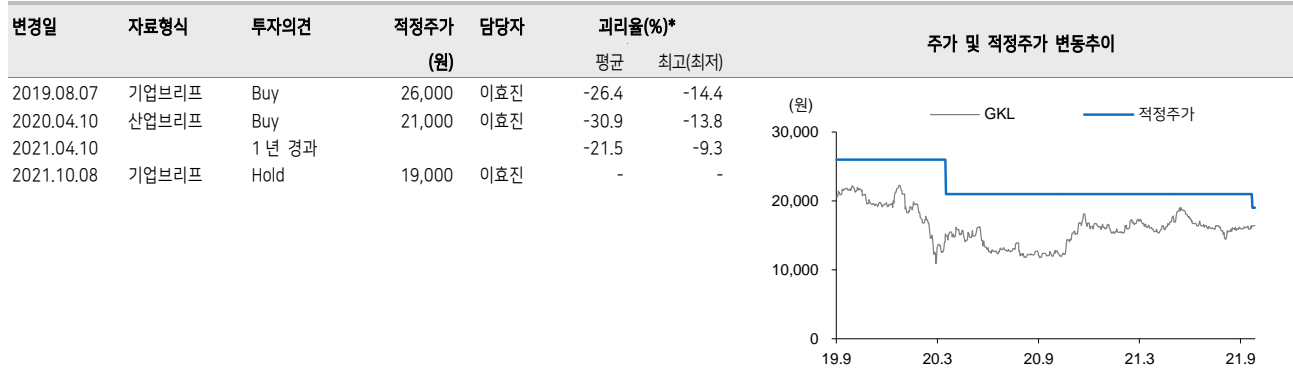 변경일 자료형식 투자의견 적정주가 담당자 괴리율(%)*
(원) 평균 최고(최저)
2019.08.07 기업브리프 Buy 26,000 이효진 -26.4 -14.4
2020.04.10 산업브리프 Buy 21,000 이효진 -30.9 -13.8
2021.04.10 1년 경과 -21.5 -9.3
2021.10.08 기업브리프 Hold 19,000 이효진 - -
주가 및 적정주가 변동추이
(원)
GKL 적정주가
30,000
20,000
10,000
0
19.9 20.3 20.9 21.3 21.9